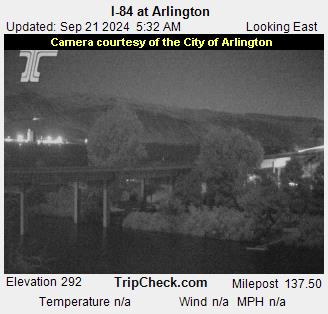 I-84 at Arlington
Updated: Sep 21 2024 5:32 AM Looking East
Camera courtesy of the City of Arlington
Elevation 292 TripCheck.com Milepost 137.50
Temperature n/a Wind n/a MPH n/a